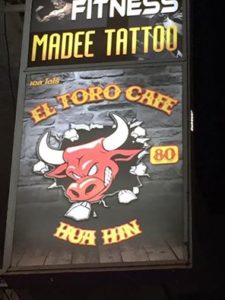 FITNESS
MADEE TATTOO
EL TORO CAFE
80
HUA HIN